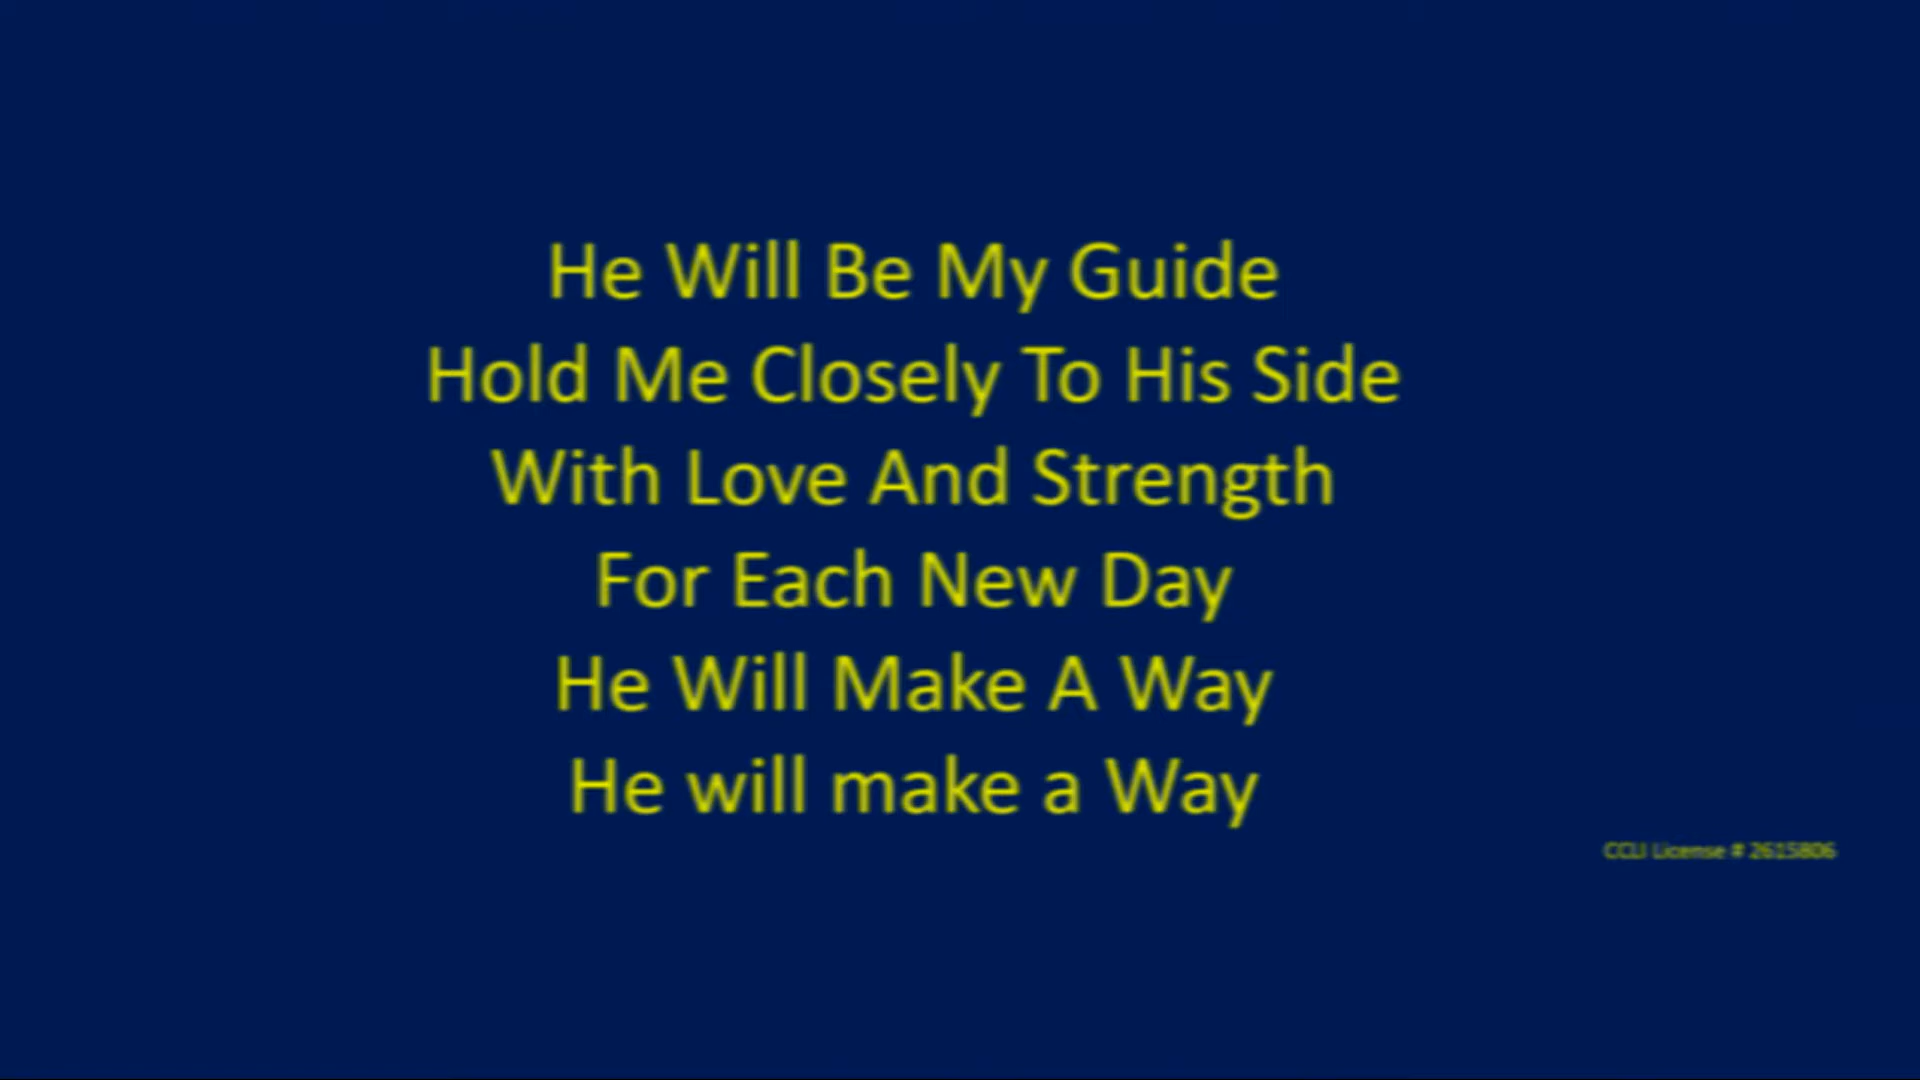 He Will Be My Guide
Hold Me Closely To His Side
With Love And Strength
For Each New Day
He Will Make A Way
He will make a Way
CCLI License # 2615806